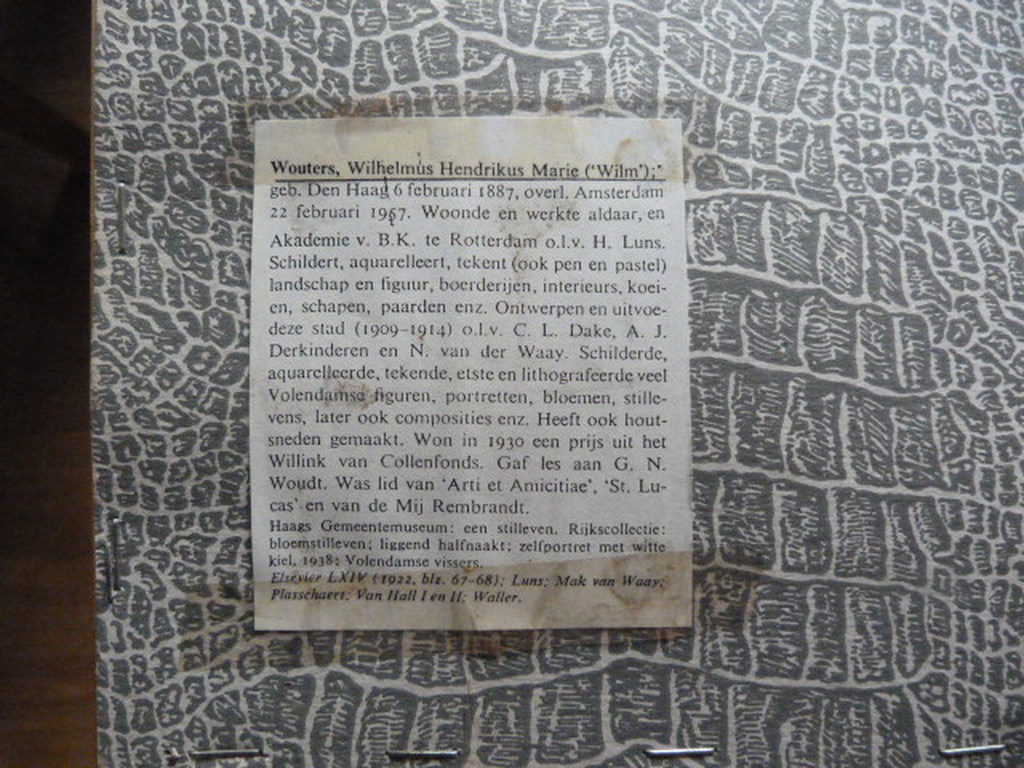 Wouters, Wilhelmus Hendrikus Marie (‘Wilm’);*
geb. Den Haag 6 februari 1887, overl. Amsterdam
22 februari 1957. Woonde en werkte aldaar, en
Akademie v. B.K. te Rotterdam o.l.v. H. Luns.
Schildert, aquarelleert, tekent (ook pen en pastel)
landschap en figuur, boerderijen, interieurs, koei-
en, schapen, paarden enz. Ontwerpen en uitvoe-
deze stad (1909–1914) o.l.v. C. L. Dake, A. J.
Derkinderen en N. van der Waay. Schilderde,
aquarelleerde, tekende, etste en lithografeerde veel
Volendamse figuren, portretten, bloemen, stille-
vens, later ook composities enz. Heeft ook hout-
sneden gemaakt. Won in 1930 een prijs uit het
Willink van Collenfonds. Gaf les aan G. N.
Woudt. Was lid van ‘Arti et Amicitiae’, ‘St. Lu-
cas’ en van de Mij Rembrandt.
Haags Gemeentemuseum: een stilleven. Rijkscollectie:
bloemstilleven; liggend halfnaakt; zelfportret met witte
kiel, 1938; Volendamse vissers.
Elsevier LXIV (1922, blz. 67–68); Luns; Mak van Waay;
Plasschaert; Van Hall I en II; Waller.